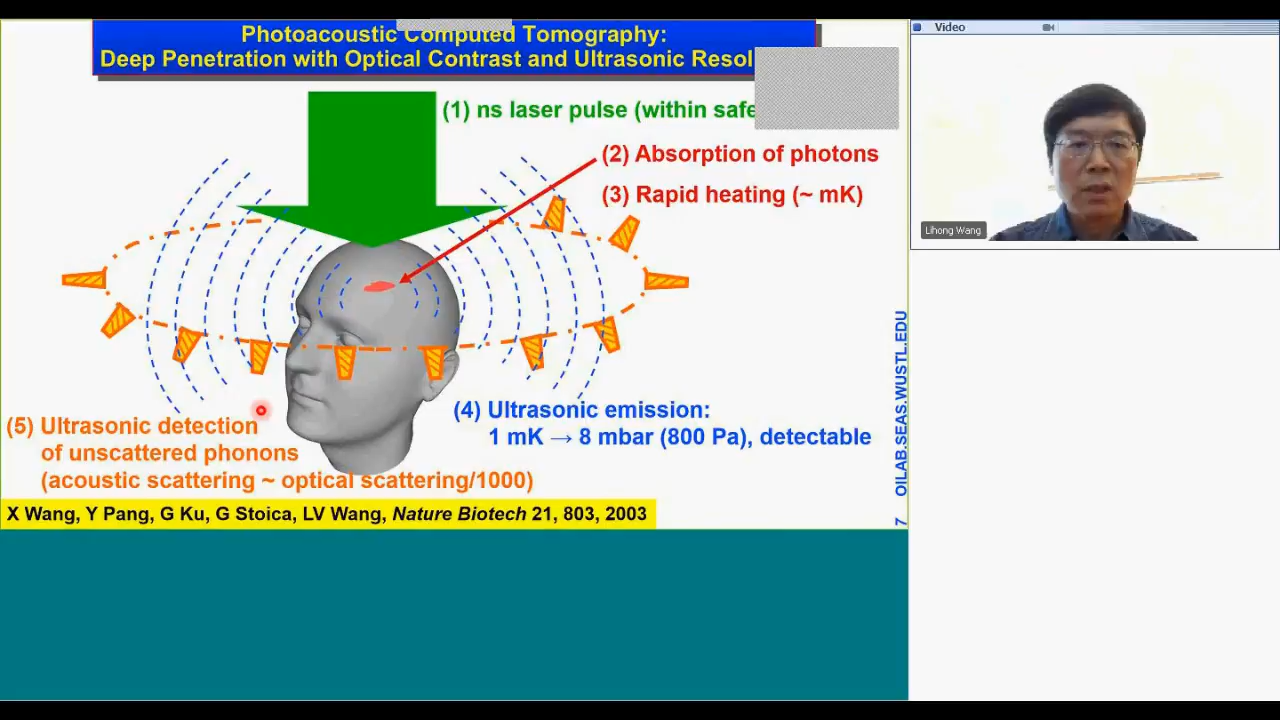 Photoacoustic Computed Tomography:
Deep Penetration with Optical Contrast and Ultrasonic
(1) ns laser pulse (within
(2) Absorption of photons
(3) Rapid heating (~ mK)
(4) Ultrasonic emission:
1 mK → 8 mbar (800 Pa), detectable
(5) Ultrasonic detection
of unscattered phonons
(acoustic scattering ~ optical scattering/1000)
X Wang, Y Pang, G Ku, G Stoica, LV Wang, Nature Biotech 21, 803, 2003
7 OILAB.SEAS.WUSTL.EDU
Video
Lihong Wang